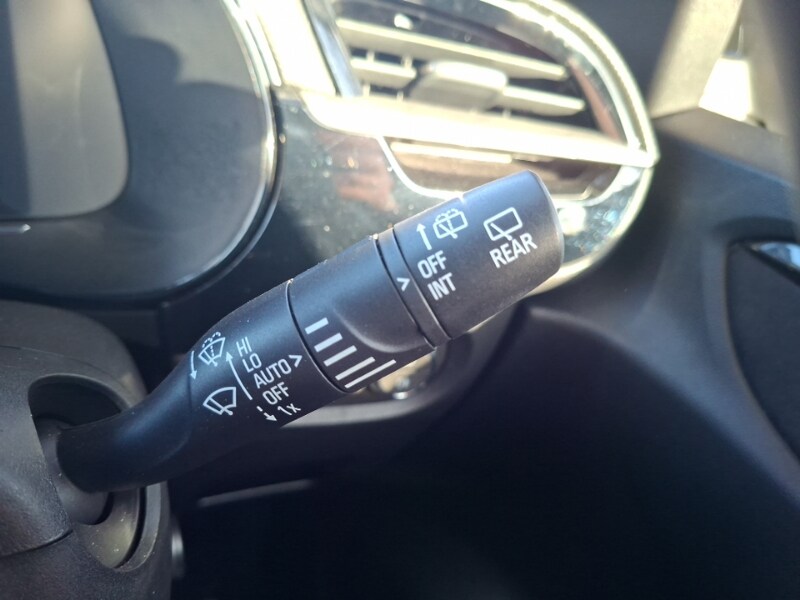 HI
LO
AUTO
OFF
1x
OFF
INT
REAR